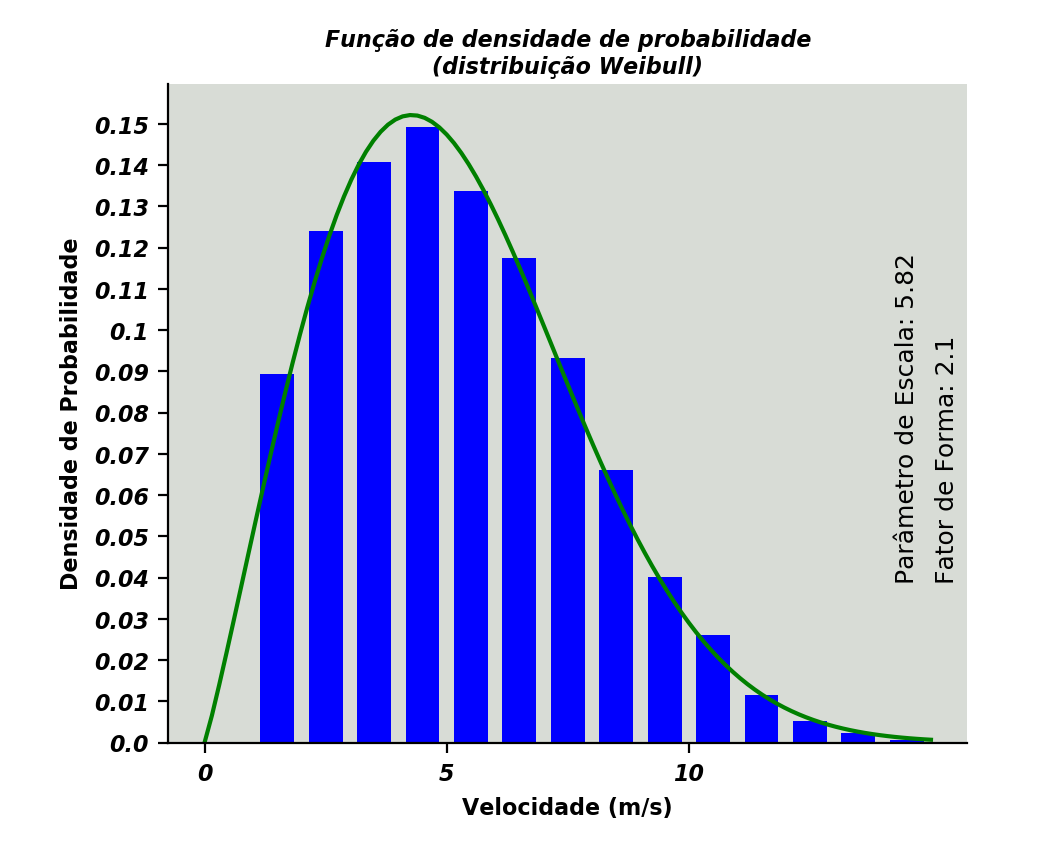 Função de densidade de probabilidade
(distribuição Weibull)
Densidade de Probabilidade
0.15
0.14
0.13
0.12
0.11
0.1
0.09
0.08
0.07
0.06
0.05
0.04
0.03
0.02
0.01
0.0
0 5 10
Velocidade (m/s)
Parâmetro de Escala: 5.82
Fator de Forma: 2.1